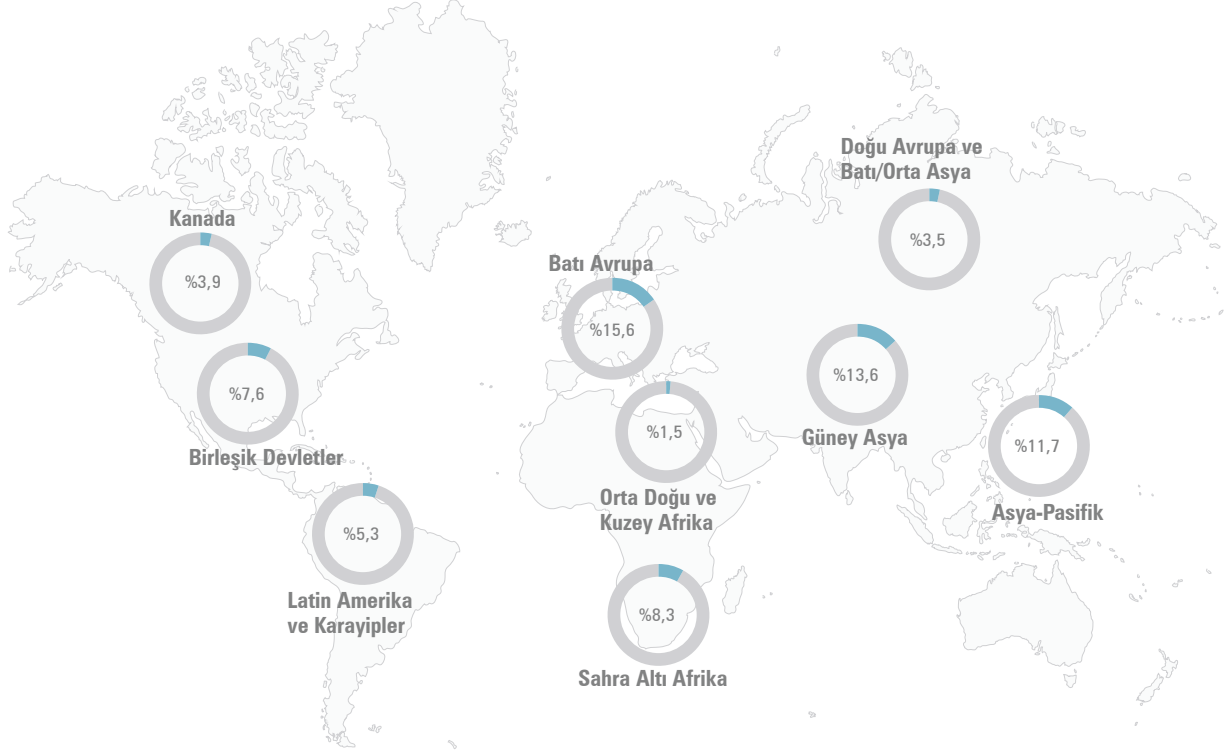 Doğu Avrupa ve
Batı/Orta Asya
%3,5
Kanada
%3,9
Batı Avrupa
%15,6
%7,6
Birleşik Devletler
%13,6
Güney Asya
%1,5
Orta Doğu ve
Kuzey Afrika
%11,7
Asya-Pasifik
%5,3
Latin Amerika
ve Karayipler
%8,3
Sahra Altı Afrika